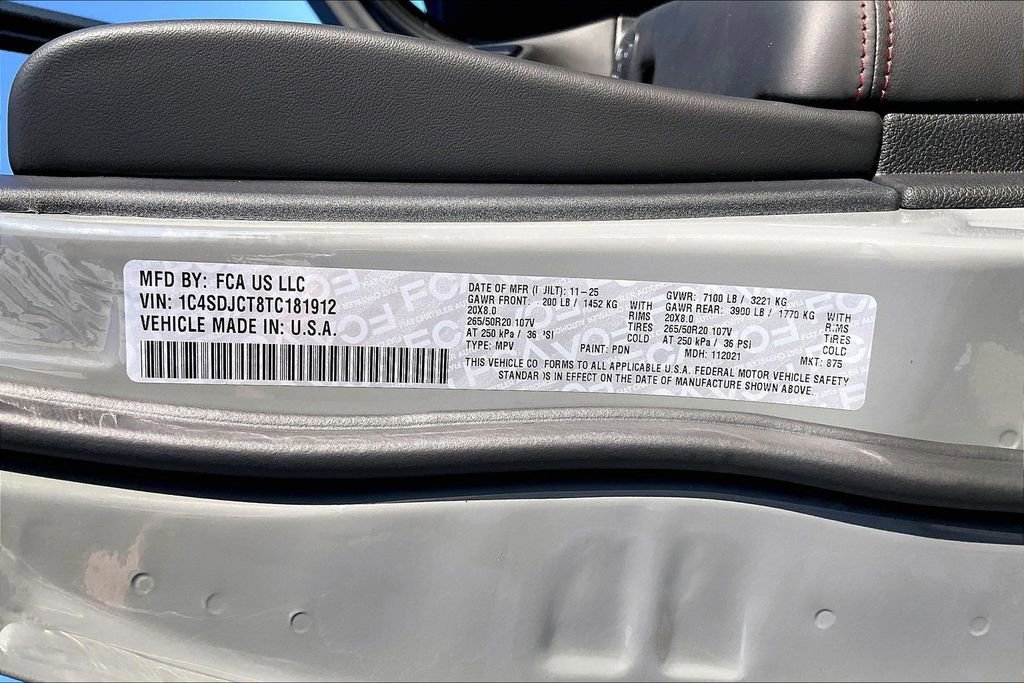 MFD BY: FCA US LLC
VIN: 1C4SDJCT8TC181912
VEHICLE MADE IN: U.S.A.
DATE OF MFR (I JILT): 11-25
GAWR FRONT: 200 LB / 1452 KG WITH
20X8.0 RIMS
265/50R20 107V TIRES
AT 250 kPa / 36 PSI COLD
TYPE: MPV PAINT: PDN
GVWR: 7100 LB / 3221 KG
GAWR REAR: 3900 LB / 1770 KG WITH
20X8.0 RIMS
265/50R20 107V TIRES
AT 250 kPa / 36 PSI COLD
MDH: 112021 MKT: 875
THIS VEHICLE CO FORMS TO ALL APPLICABLE U.S.A. FEDERAL MOTOR VEHICLE SAFETY
STANDARDS IN EFFECT ON THE DATE OF MANUFACTURE SHOWN ABOVE.